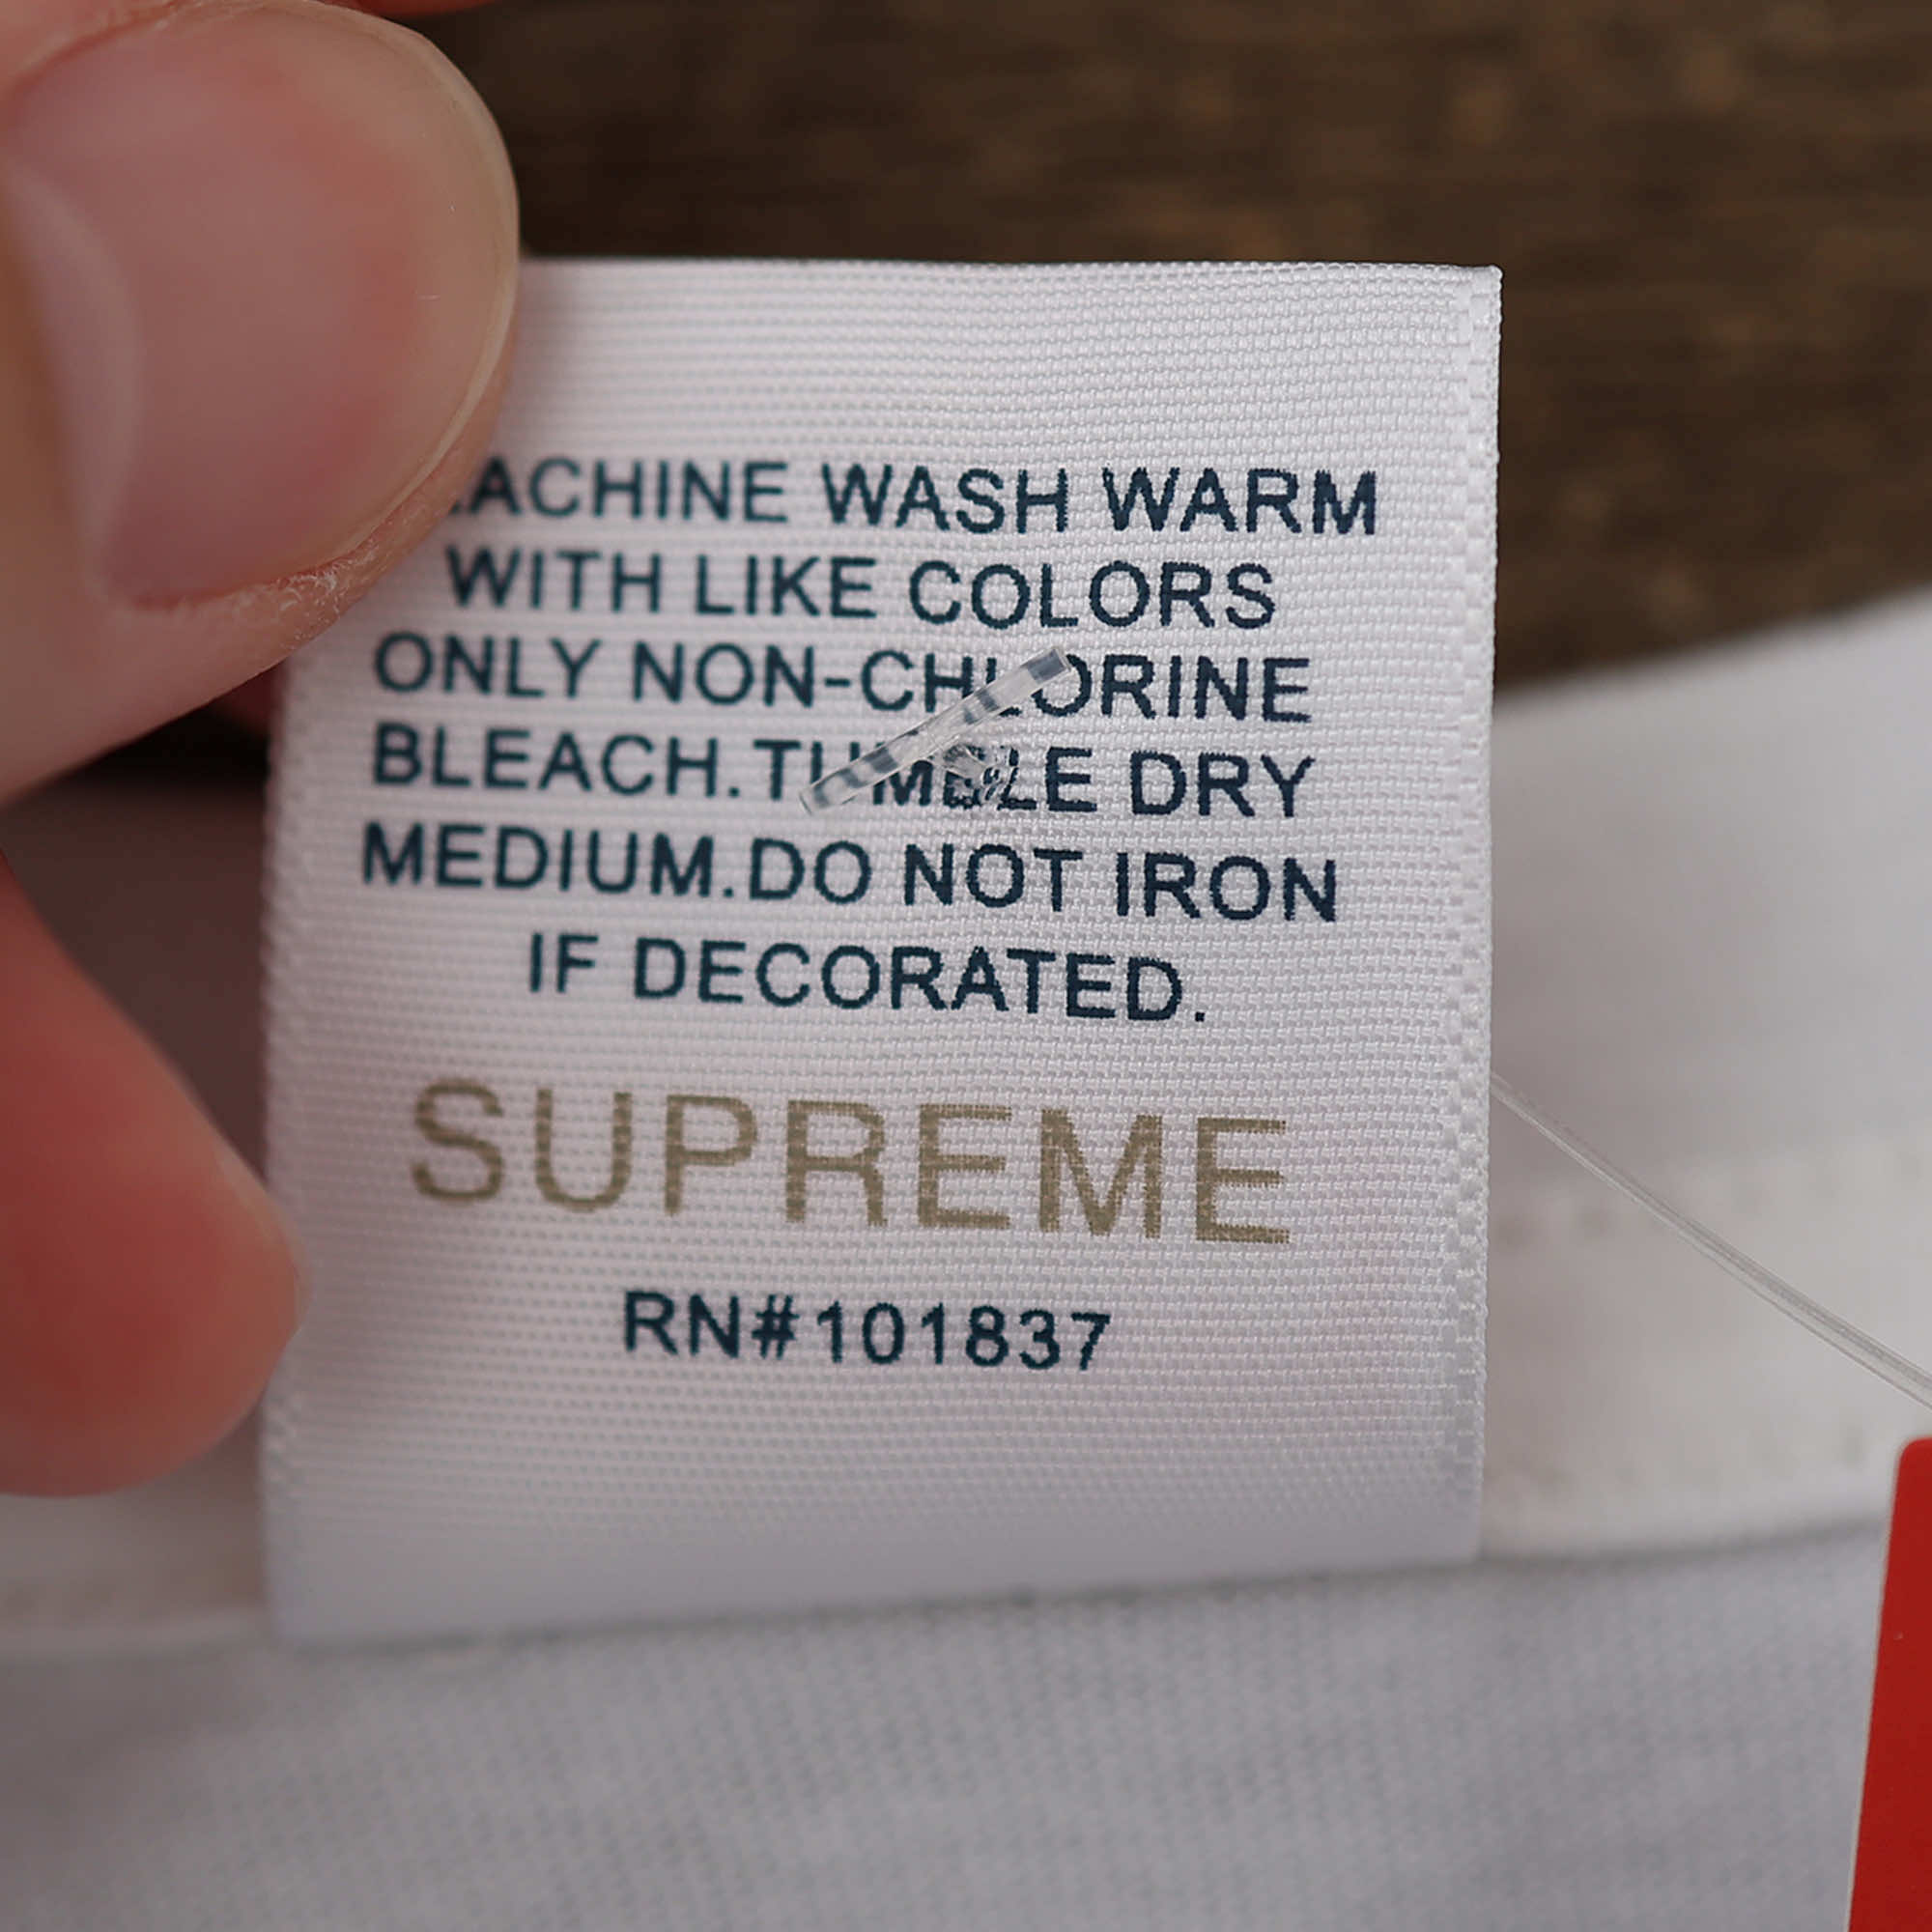 MACHINE WASH WARM
WITH LIKE COLORS
ONLY NON-CHLORINE
BLEACH.TUMBLE DRY
MEDIUM.DO NOT IRON
IF DECORATED.
SUPREME
RN#101837